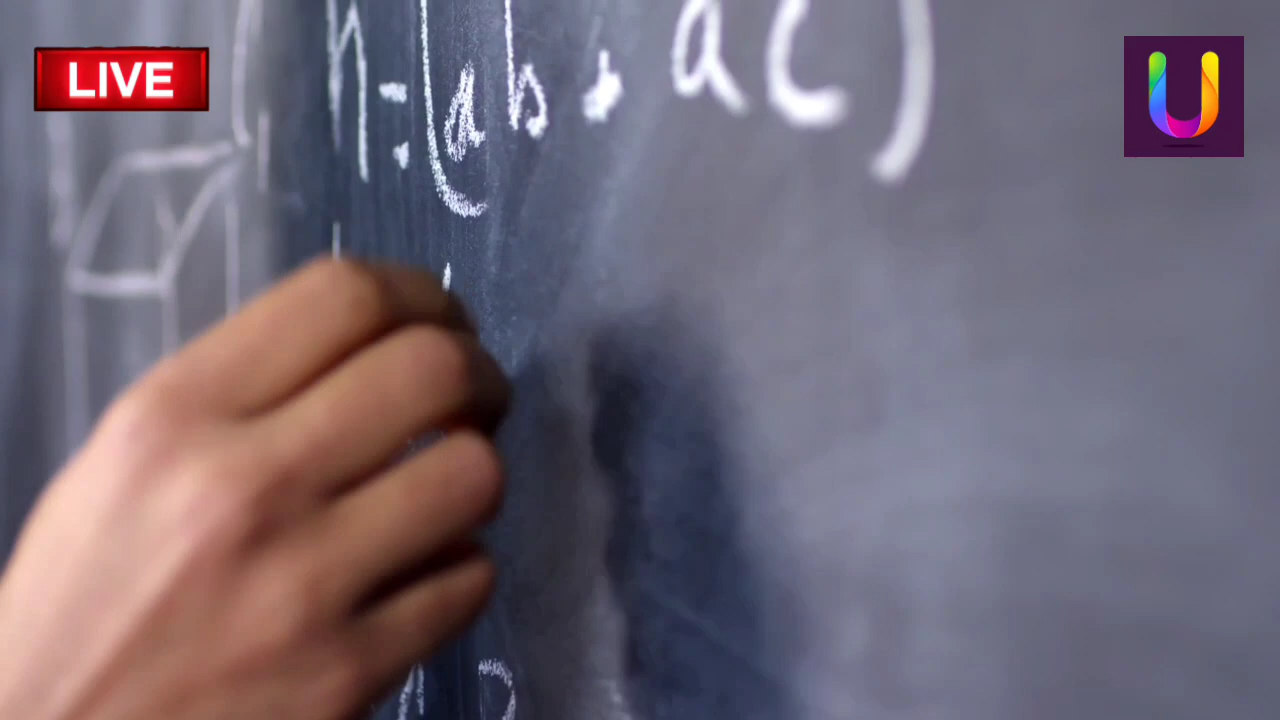 LIVE
n = (ab + ac)
U